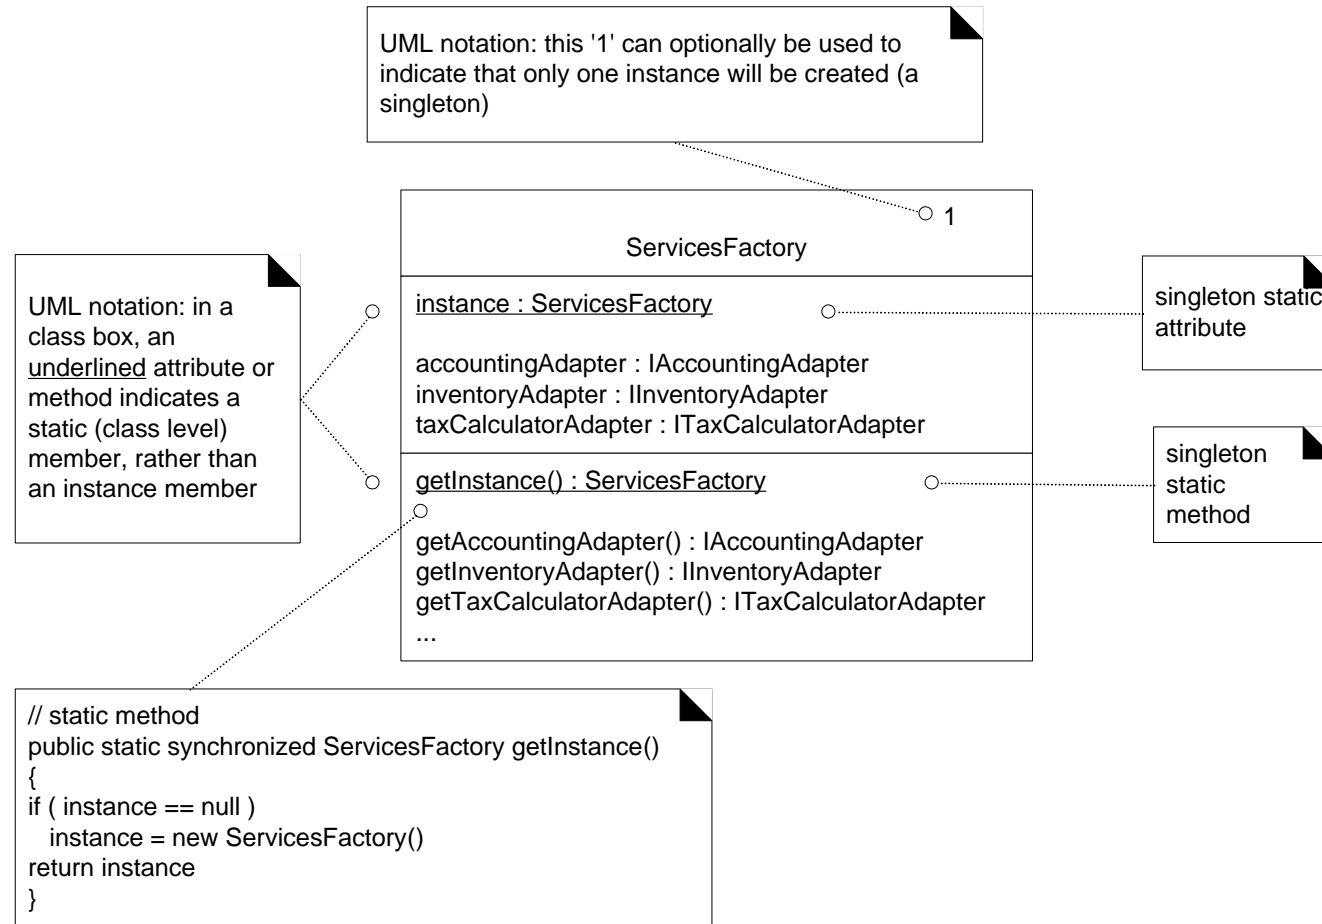 UML notation: this '1' can optionally be used to
indicate that only one instance will be created (a
singleton)
1
ServicesFactory
UML notation: in a
class box, an
underlined attribute or
method indicates a
static (class level)
member, rather than
an instance member
instance : ServicesFactory
accountingAdapter : IAccountingAdapter
inventoryAdapter : IInventoryAdapter
taxCalculatorAdapter : ITaxCalculatorAdapter
singleton static
attribute
getInstance() : ServicesFactory
getAccountingAdapter() : IAccountingAdapter
getInventoryAdapter() : IInventoryAdapter
getTaxCalculatorAdapter() : ITaxCalculatorAdapter
...
singleton
static
method
// static method
public static synchronized ServicesFactory getInstance()
{
if ( instance == null )
instance = new ServicesFactory()
return instance
}